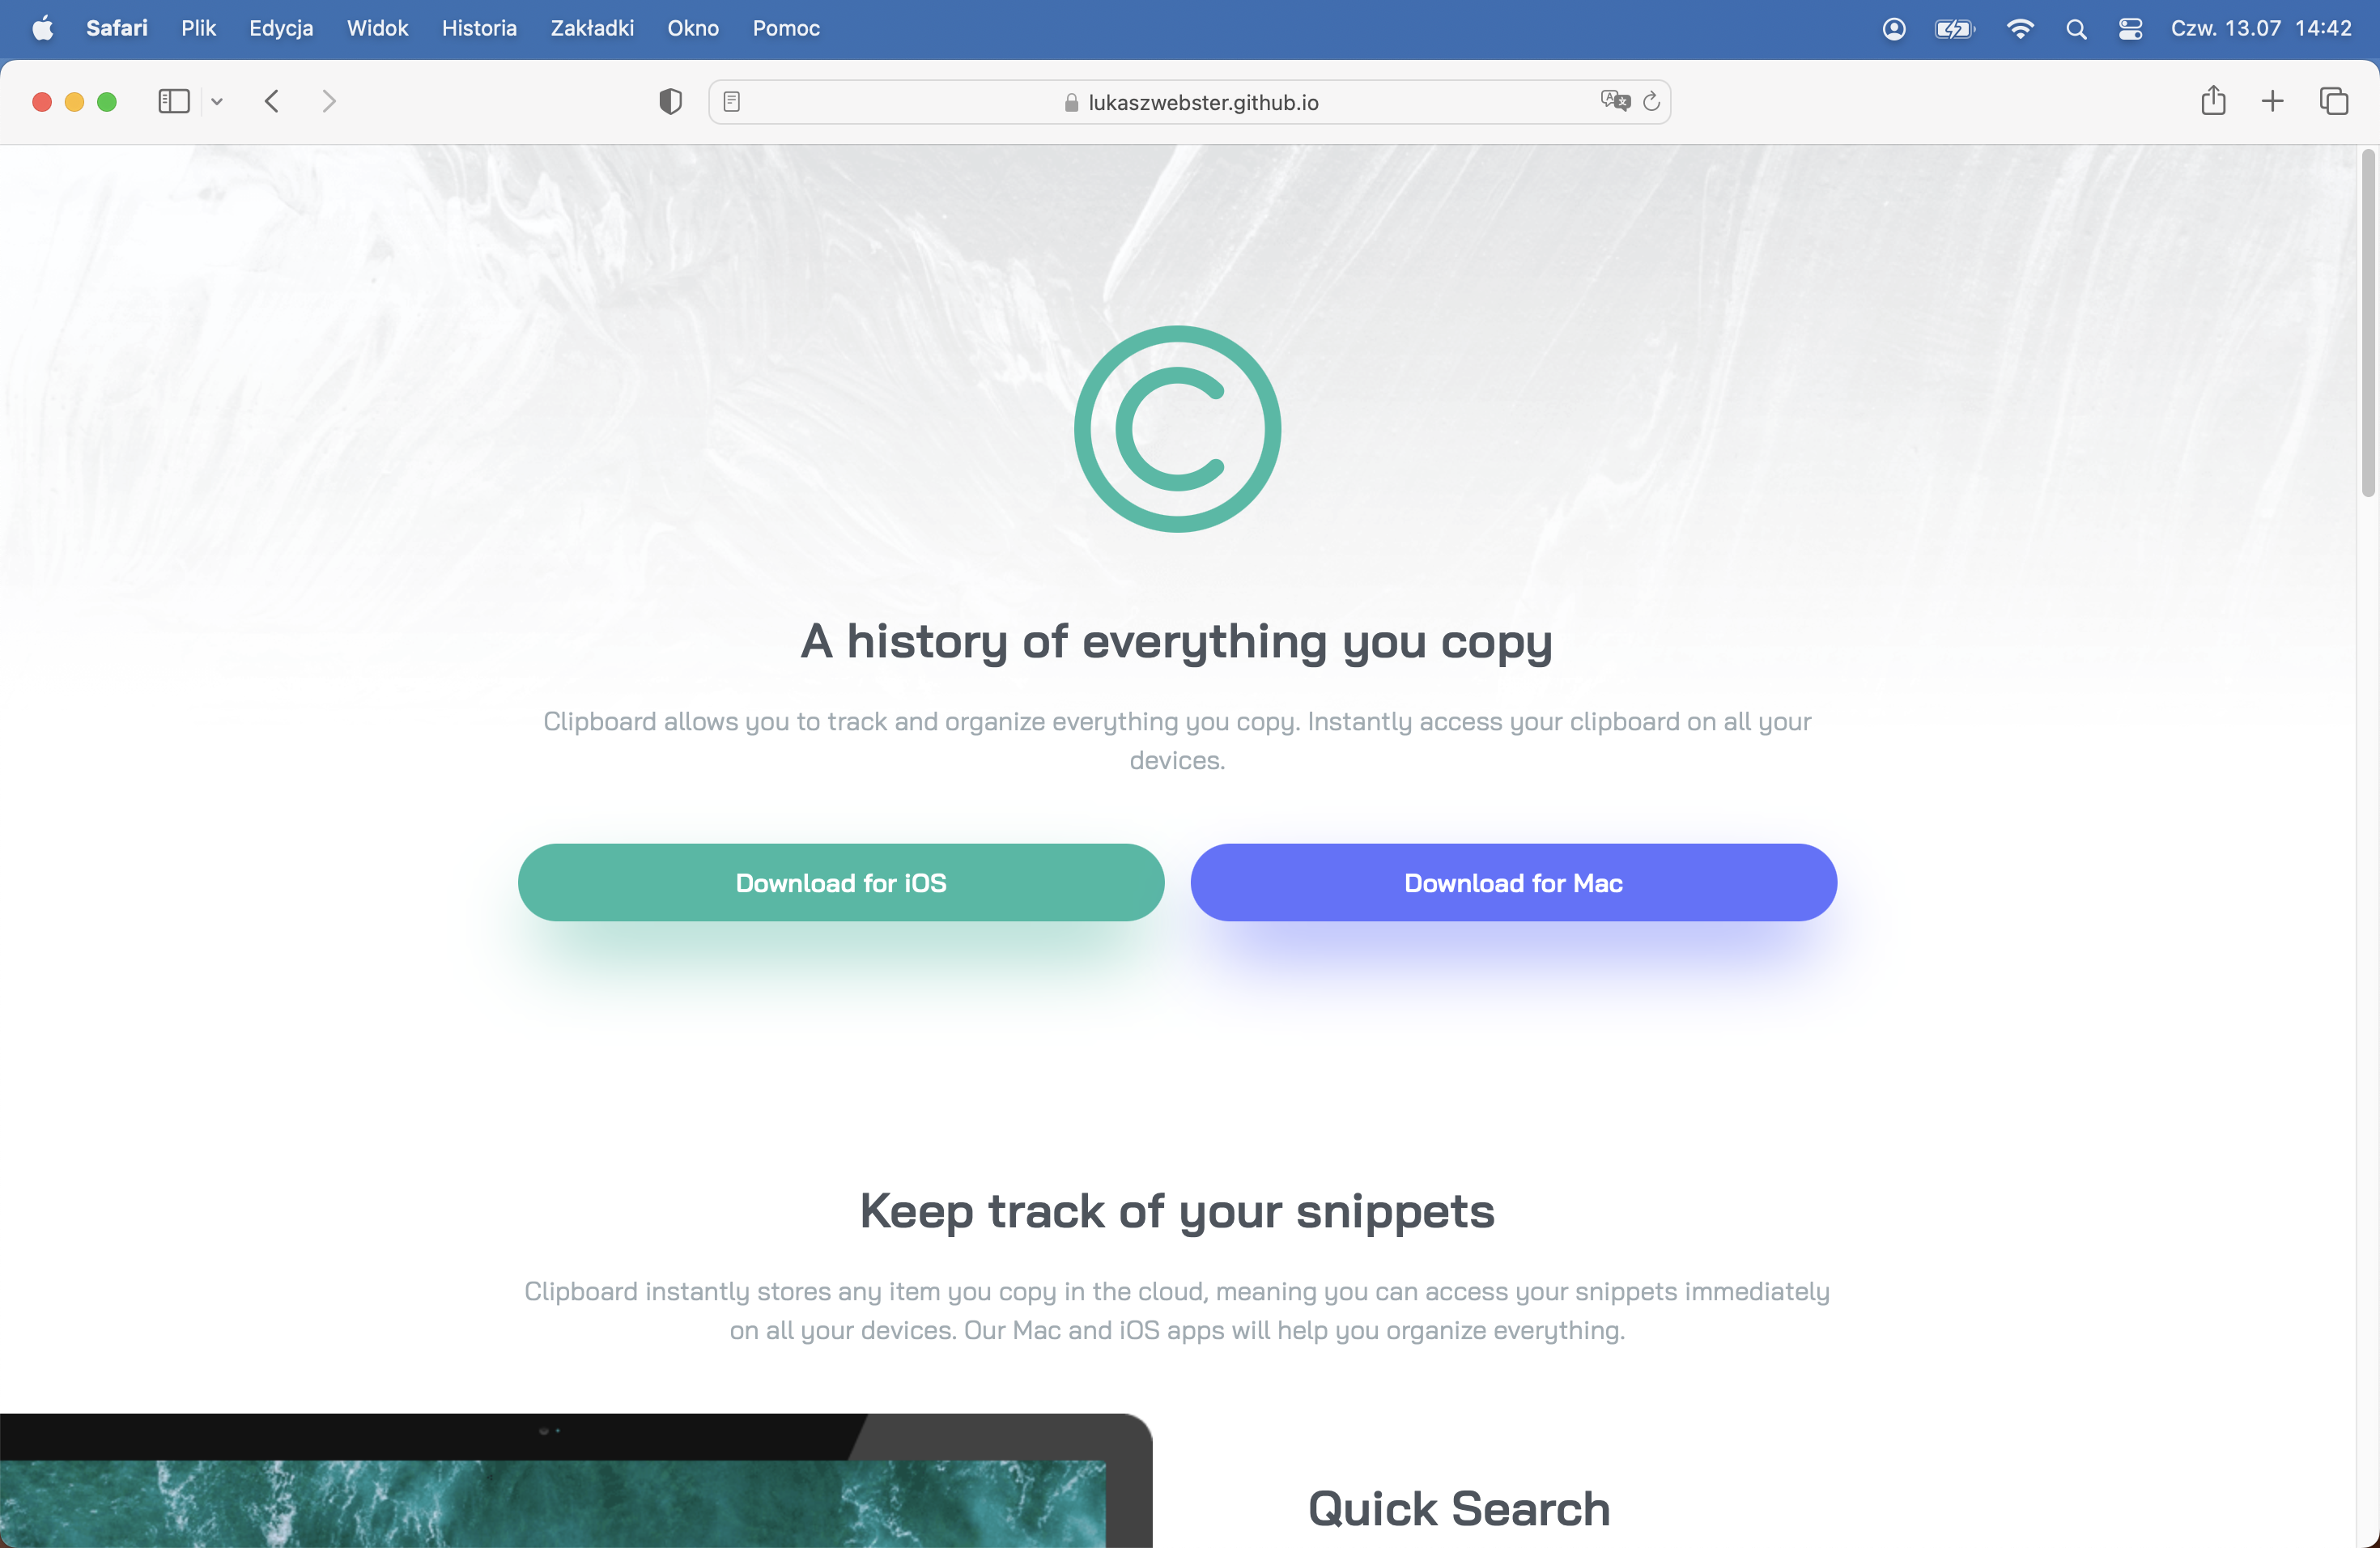 Safari Plik Edycja Widok Historia Zakładki Okno Pomoc Czw. 13.07 14:42
lukaszwebster.github.io
A history of everything you copy
Clipboard allows you to track and organize everything you copy. Instantly access your clipboard on all your
devices.
Download for iOS Download for Mac
Keep track of your snippets
Clipboard instantly stores any item you copy in the cloud, meaning you can access your snippets immediately
on all your devices. Our Mac and iOS apps will help you organize everything.
Quick Search